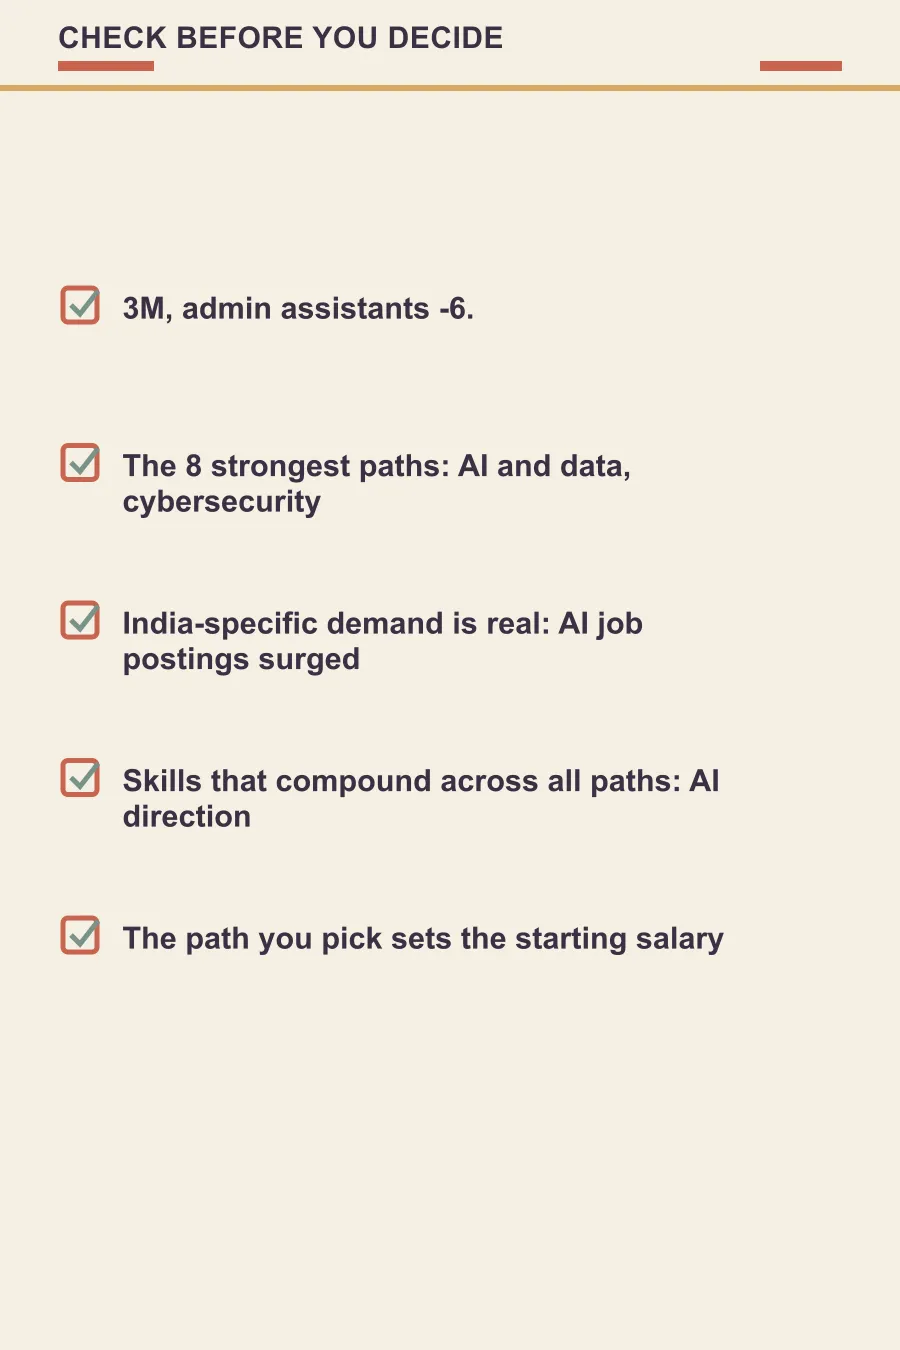 CHECK BEFORE YOU DECIDE
3M, admin assistants -6.
The 8 strongest paths: AI and data,
cybersecurity
India-specific demand is real: AI job
postings surged
Skills that compound across all paths: AI
direction
The path you pick sets the starting salary